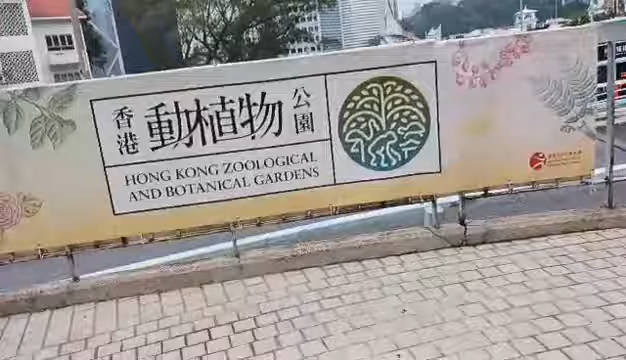 香港動植物公園
HONG KONG ZOOLOGICAL
AND BOTANICAL GARDENS